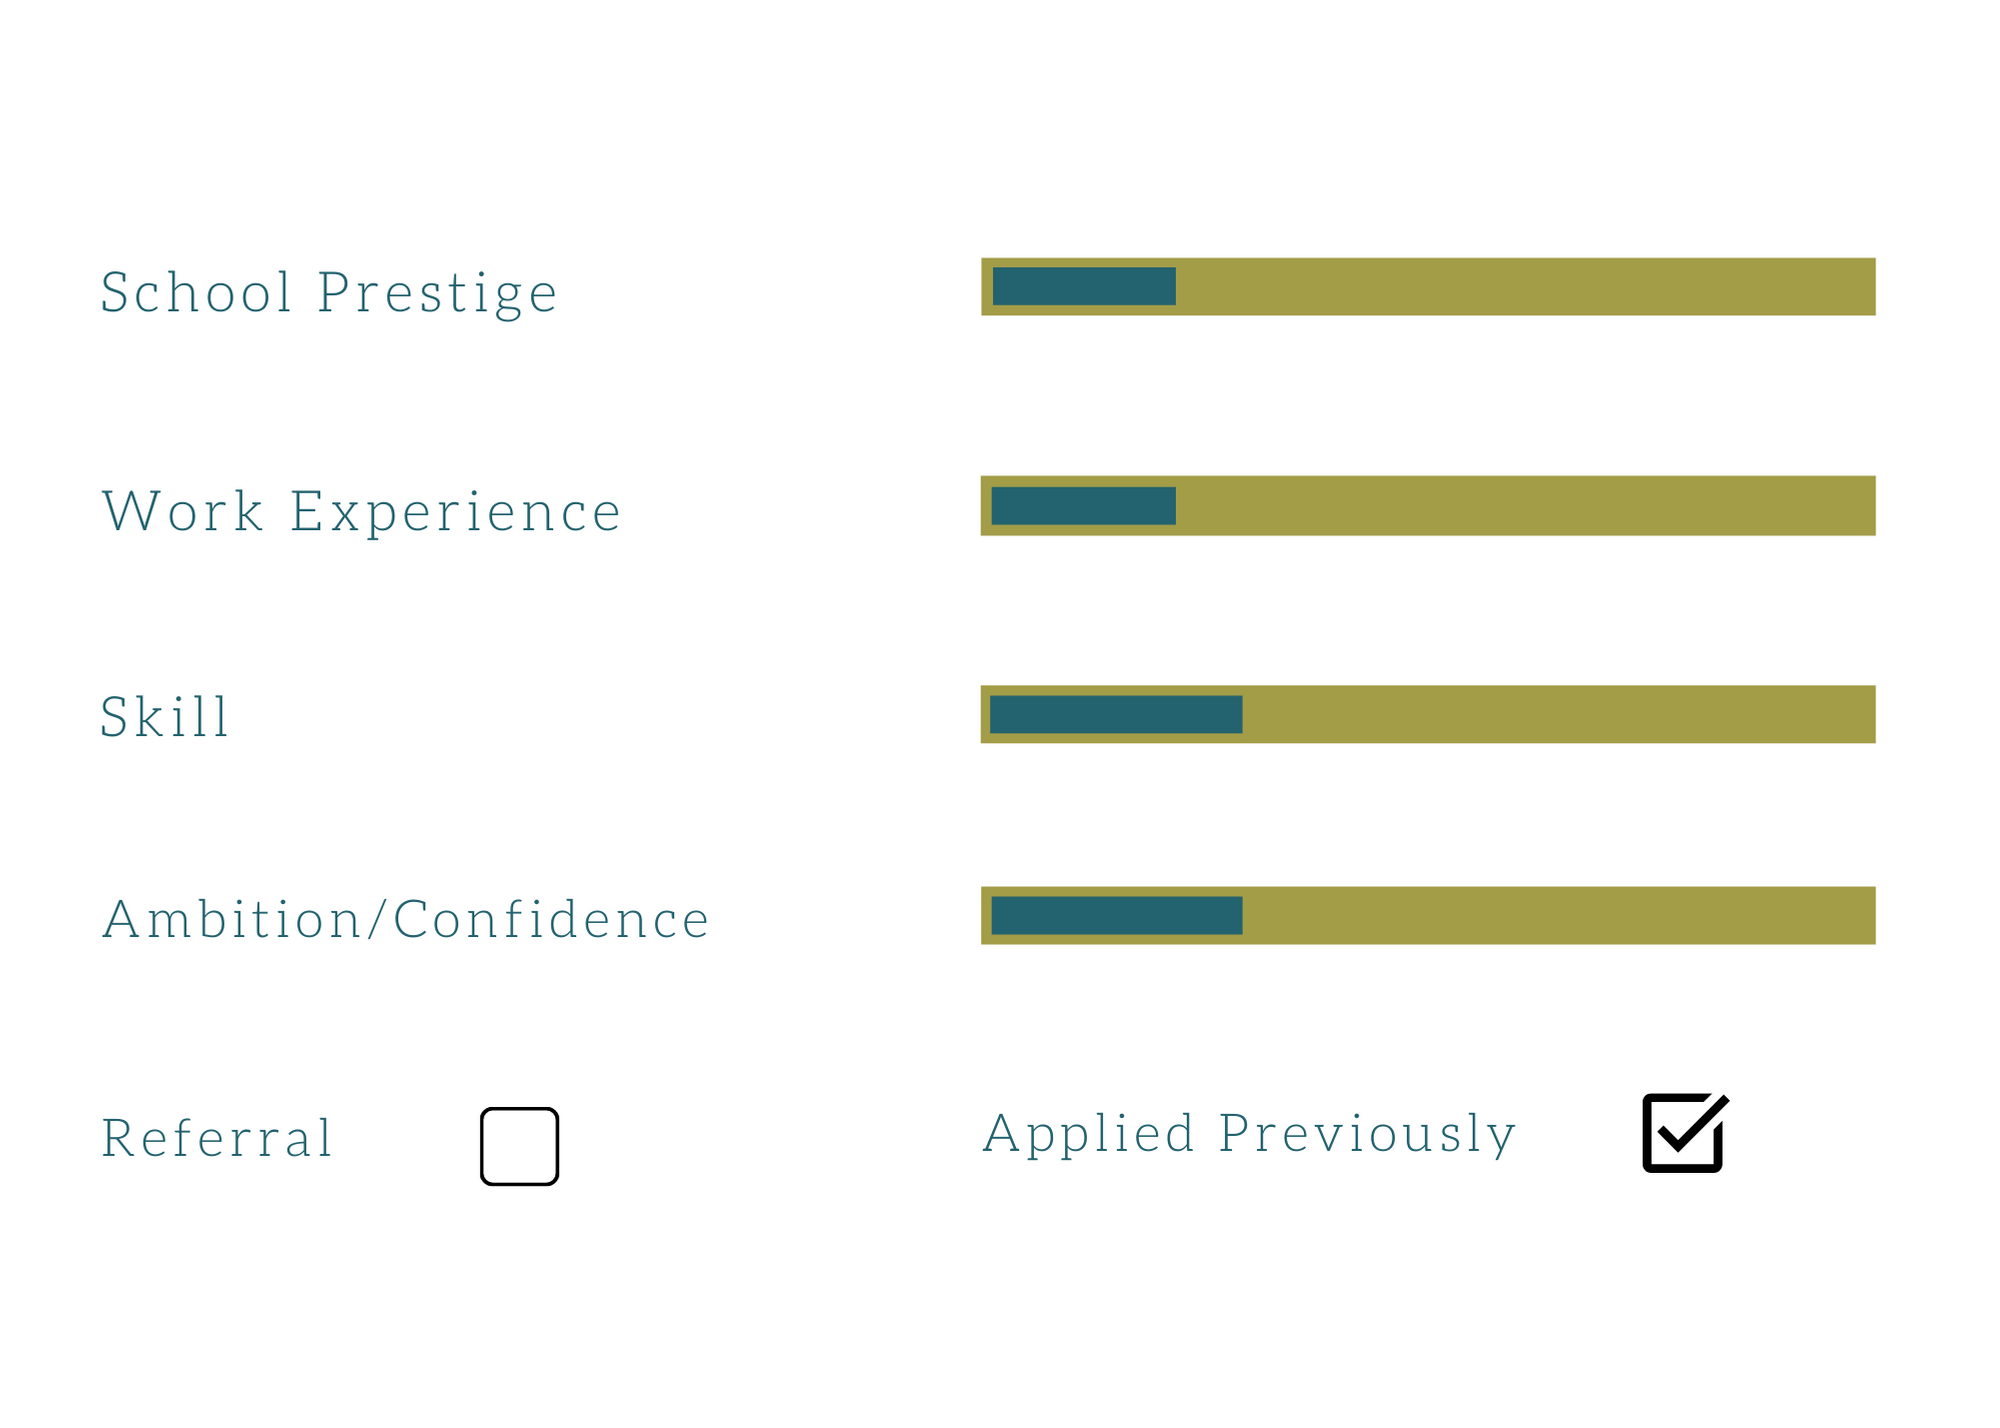 School Prestige
Work Experience
Skill
Ambition/Confidence
Referral
Applied Previously